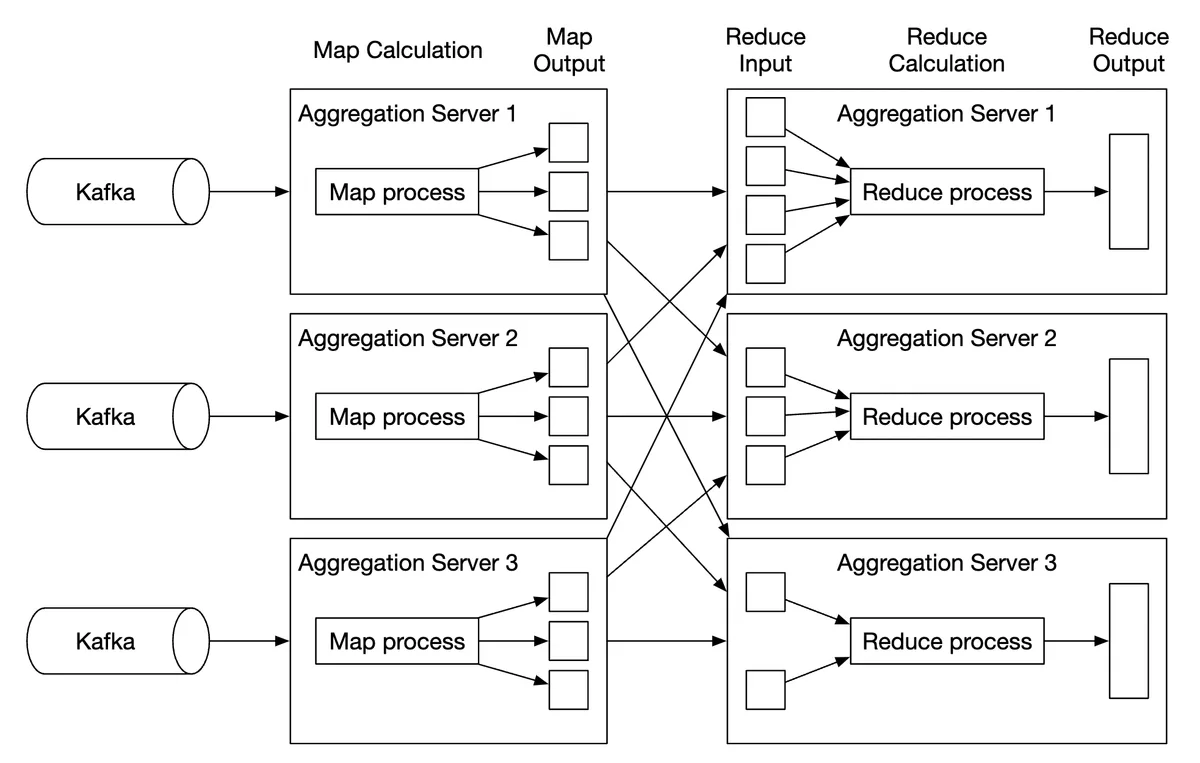 Map Calculation
Map
Output
Reduce
Input
Reduce
Calculation
Reduce
Output
Aggregation Server 1
Kafka
Map process
Aggregation Server 1
Reduce process
Aggregation Server 2
Kafka
Map process
Aggregation Server 2
Reduce process
Aggregation Server 3
Kafka
Map process
Aggregation Server 3
Reduce process